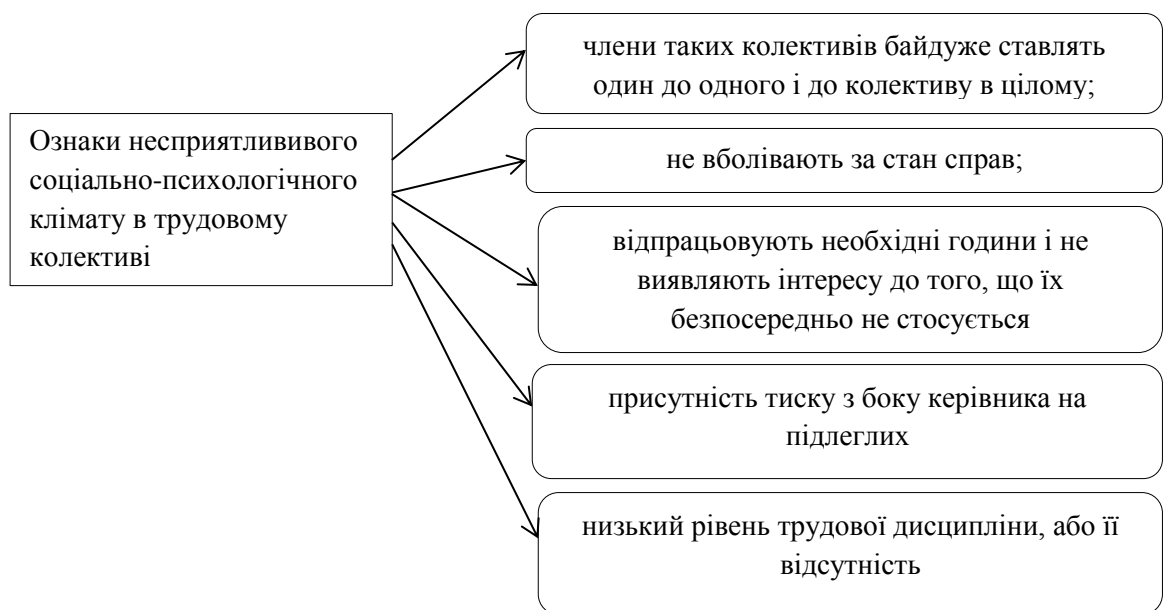 Ознаки несприятлививого
соціально-психологічного
клімату в трудовому
колективі
члени таких колективів байдуже ставлять
один до одного і до колективу в цілому;
не вболівають за стан справ;
відпрацьовують необхідні години і не
виявляють інтересу до того, що їх
безпосередньо не стосується
присутність тиску з боку керівника на
підлеглих
низький рівень трудової дисципліни, або її
відсутність